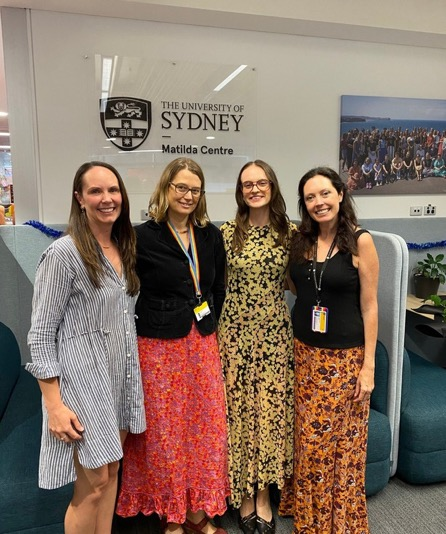 THE UNIVERSITY OF
SYDNEY
Matilda Centre